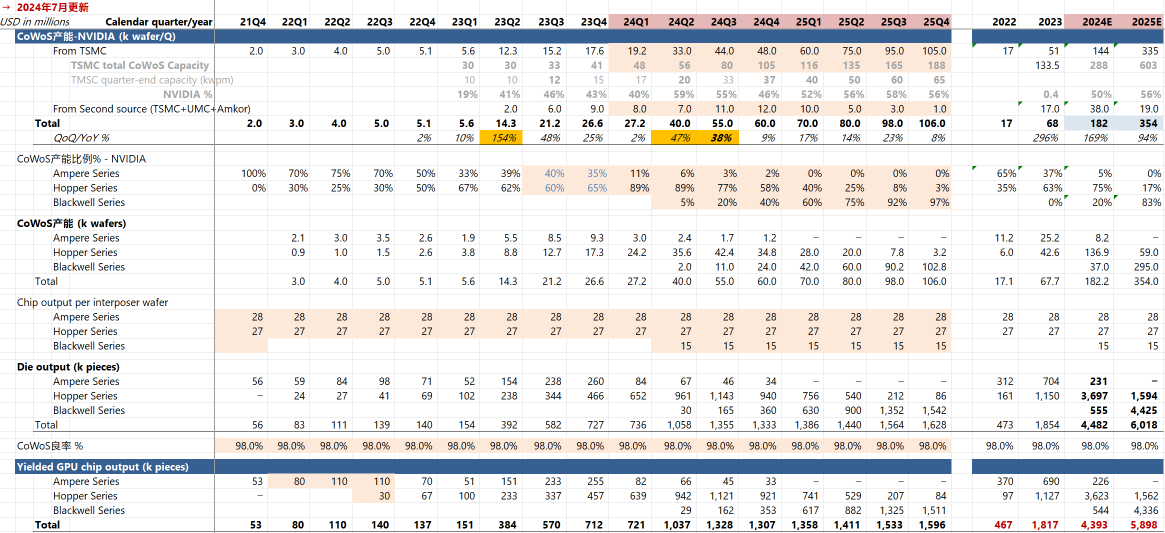 → 2024年7月更新
USD in millions Calendar quarter/year 21Q4 22Q1 22Q2 22Q3 22Q4 23Q1 23Q2 23Q3 23Q4 24Q1 24Q2 24Q3 24Q4 25Q1 25Q2 25Q3 25Q4 2022 2023 2024E 2025E
CoWoS产能-NVIDIA (k wafer/Q)
From TSMC 2.0 3.0 4.0 5.0 5.1 5.6 12.3 15.2 17.6 19.2 33.0 44.0 48.0 60.0 75.0 95.0 105.0 17 51 144 335
TSMC total CoWoS Capacity 30 30 33 41 48 56 80 105 116 135 165 188 133.5 288 603
TMSC quarter-end capacity (kwpm) 10 10 12 15 17 20 33 37 40 50 60 65
NVIDIA % 19% 41% 46% 43% 40% 59% 55% 46% 52% 56% 58% 56% 0.4 50% 56%
From Second source (TSMC+UMC+Amkor) 2.0 6.0 9.0 8.0 7.0 11.0 12.0 10.0 5.0 3.0 1.0 17.0 38.0 19.0
Total 2.0 3.0 4.0 5.0 5.1 5.6 14.3 21.2 26.6 27.2 40.0 55.0 60.0 70.0 80.0 98.0 106.0 17 68 182 354
QoQ/YoY % 2% 10% 154% 48% 25% 2% 47% 38% 9% 17% 14% 23% 8% 296% 169% 94%
CoWoS产能比例% - NVIDIA
Ampere Series 100% 70% 75% 70% 50% 33% 39% 40% 35% 11% 6% 3% 2% 0% 0% 0% 0% 65% 37% 5% 0%
Hopper Series 0% 30% 25% 30% 50% 67% 62% 60% 65% 89% 89% 77% 58% 40% 25% 8% 3% 35% 63% 75% 17%
Blackwell Series 5% 20% 40% 60% 75% 92% 97% 0% 20% 83%
CoWoS产能 (k wafers)
Ampere Series 2.1 3.0 3.5 2.6 1.9 5.5 8.5 9.3 3.0 2.4 1.7 1.2 – – – – 11.2 25.2 8.2 –
Hopper Series 0.9 1.0 1.5 2.6 3.8 8.8 12.7 17.3 24.2 35.6 42.4 34.8 28.0 20.0 7.8 3.2 6.0 42.6 136.9 59.0
Blackwell Series 2.0 11.0 24.0 42.0 60.0 90.2 102.8 37.0 295.0
Total 3.0 4.0 5.0 5.1 5.6 14.3 21.2 26.6 27.2 40.0 55.0 60.0 70.0 80.0 98.0 106.0 17.1 67.7 182.2 354.0
Chip output per interposer wafer
Ampere Series 28 28 28 28 28 28 28 28 28 28 28 28 28 28 28 28 28 28 28 28 28
Hopper Series 27 27 27 27 27 27 27 27 27 27 27 27 27 27 27 27 27 27 27 27 27
Blackwell Series 15 15 15 15 15 15 15 15 15
Die output (k pieces)
Ampere Series 56 59 84 98 71 52 154 238 260 84 67 46 34 – – – – 312 704 231 –
Hopper Series – 24 27 41 69 102 238 344 466 652 961 1,143 940 756 540 212 86 161 1,150 3,697 1,594
Blackwell Series 30 165 360 630 900 1,352 1,542 555 4,425
Total 56 83 111 139 140 154 392 582 727 736 1,058 1,355 1,333 1,386 1,440 1,564 1,628 473 1,854 4,482 6,018
CoWoS良率 % 98.0% 98.0% 98.0% 98.0% 98.0% 98.0% 98.0% 98.0% 98.0% 98.0% 98.0% 98.0% 98.0% 98.0% 98.0% 98.0% 98.0% 98.0% 98.0% 98.0% 98.0%
Yielded GPU chip output (k pieces)
Ampere Series 53 80 110 110 70 51 151 233 255 82 66 45 33 – – – – 370 690 226 –
Hopper Series – 30 67 100 233 337 457 639 942 1,121 921 741 529 207 84 97 1,127 3,623 1,562
Blackwell Series 29 162 353 617 882 1,325 1,511 544 4,336
Total 53 80 110 140 137 151 384 570 712 721 1,037 1,328 1,307 1,358 1,411 1,533 1,596 467 1,817 4,393 5,898